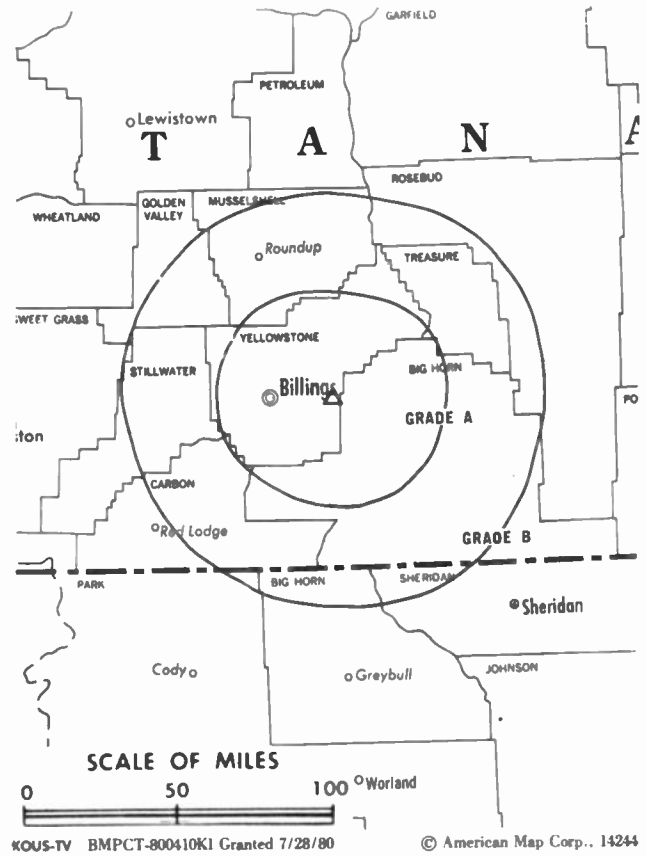 GARFIELD
PETROLEUM
Lewistown
T A N A
ROSEBUD
GOLDEN VALLEY
MUSSELSHELL
WHEATLAND
Roundup
TREASURE
SWEET GRASS
YELLOWSTONE
STILLWATER
BIG HORN
Billings
PO
GRADE A
ston
CARBON
Red Lodge
GRADE B
PARK
BIG HORN
SHERIDAN
Sheridan
Cody
Greybull
JOHNSON
SCALE OF MILES
0 50 100
Worland
KOUS-TV BMPCT-800410K1 Granted 7/28/80
© American Map Corp., 14244